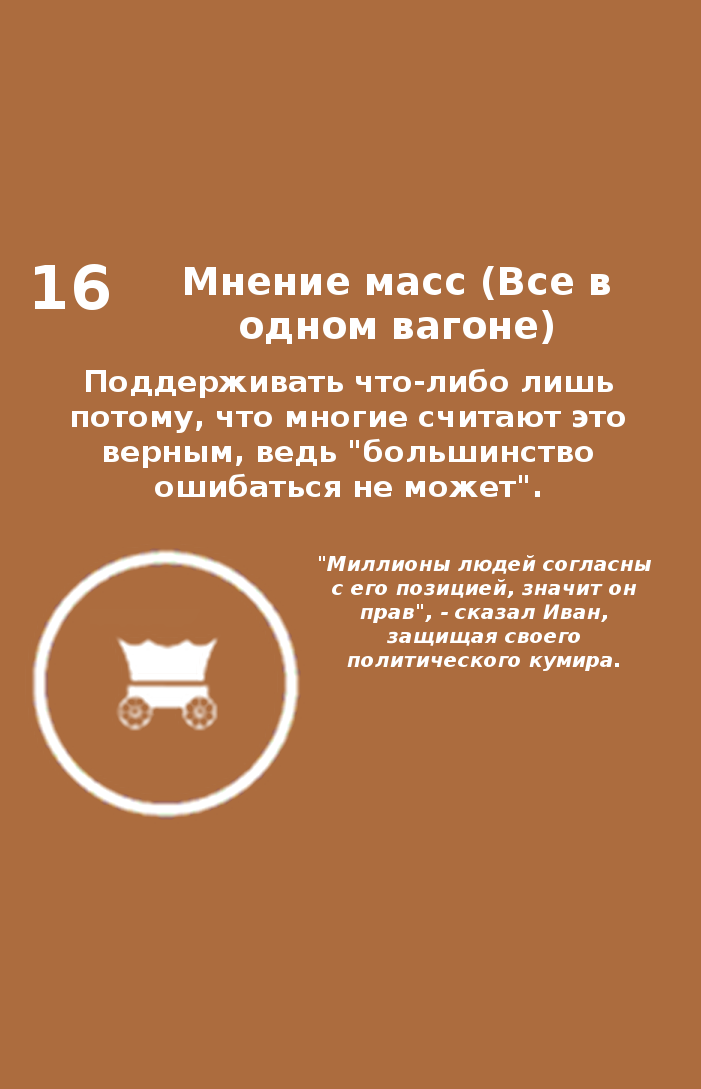 16
Мнение масс (Все в
одном вагоне)
Поддерживать что-либо лишь
потому, что многие считают это
верным, ведь "большинство
ошибаться не может".
"Миллионы людей согласны
с его позицией, значит он
прав", - сказал Иван,
защищая своего
политического кумира.